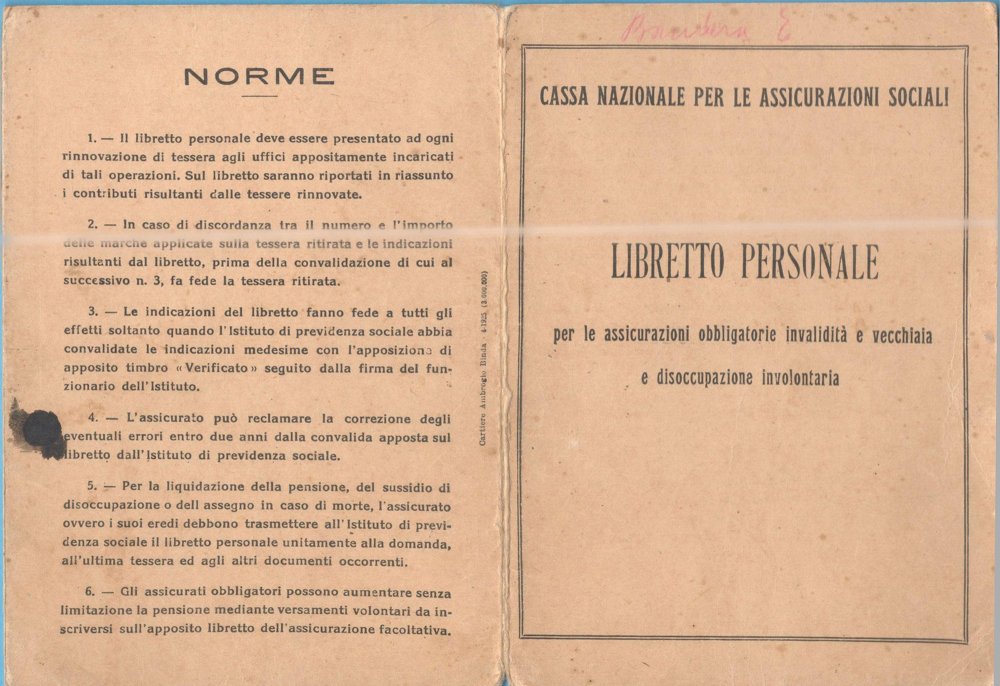 NORME
1. — Il libretto personale deve essere presentato ad ogni
rinnovazione di tessera agli uffici appositamente incaricati
di tali operazioni. Sul libretto saranno riportati in riassunto
i contributi risultanti dalle tessere rinnovate.
2. — In caso di discordanza tra il numero e l'importo
delle marche applicate sulla tessera ritirata e le indicazioni
risultanti dal libretto, prima della convalidazione di cui al
successivo n. 3, fa fede la tessera ritirata.
3. — Le indicazioni del libretto fanno fede a tutti gli
effetti soltanto quando l'Istituto di previdenza sociale abbia
convalidate le indicazioni medesime con l'apposizione di
apposito timbro «Verificato» seguito dalla firma del fun-
zionario dell'Istituto.
4. — L'assicurato può reclamare la correzione degli
eventuali errori entro due anni dalla convalida apposta sul
libretto dall'Istituto di previdenza sociale.
5. — Per la liquidazione della pensione, del sussidio di
disoccupazione o dell assegno in caso di morte, l'assicurato
ovvero i suoi eredi debbono trasmettere all'Istituto di previ-
denza sociale il libretto personale unitamente alla domanda,
all'ultima tessera ed agli altri documenti occorrenti.
6. — Gli assicurati obbligatori possono aumentare senza
limitazione la pensione mediante versamenti volontari da in-
scriversi sull'apposito libretto dell'assicurazione facoltativa.
Cartiere Ambrogio Binda 4-1925 (3.000.000)
CASSA NAZIONALE PER LE ASSICURAZIONI SOCIALI
LIBRETTO PERSONALE
per le assicurazioni obbligatorie invalidità e vecchiaia
e disoccupazione involontaria